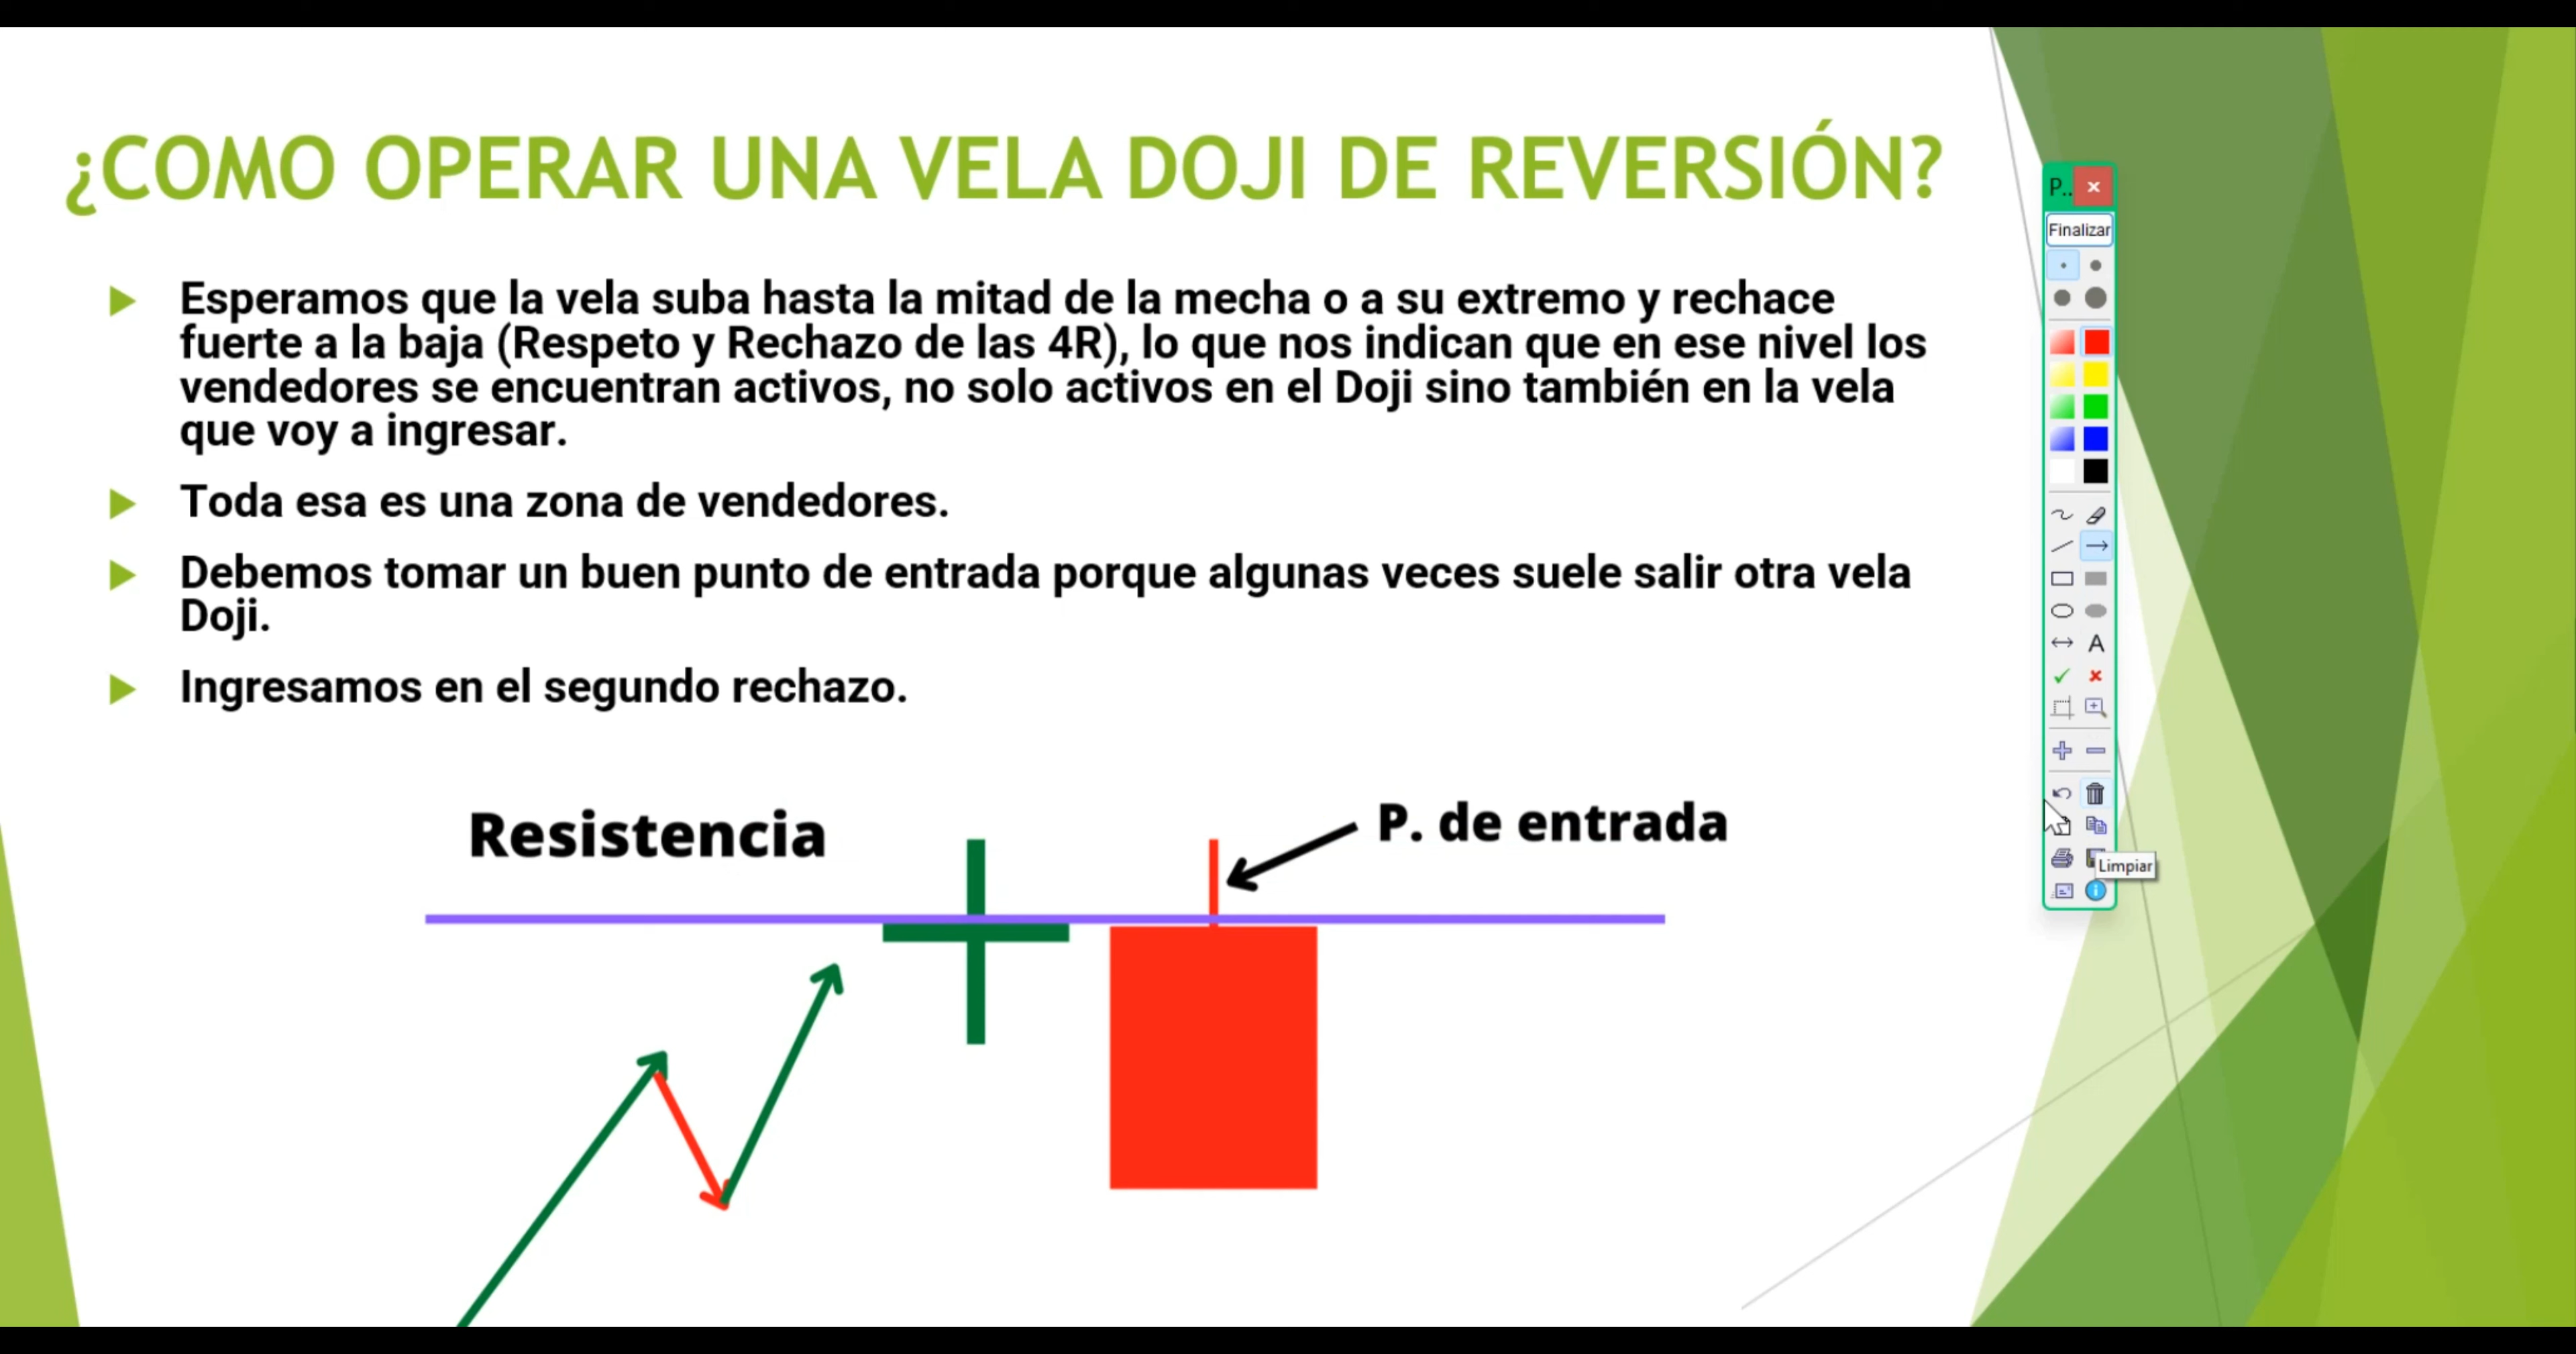 ¿COMO OPERAR UNA VELA DOJI DE REVERSIÓN?
Esperamos que la vela suba hasta la mitad de la mecha o a su extremo y rechace
fuerte a la baja (Respeto y Rechazo de las 4R), lo que nos indican que en ese nivel los
vendedores se encuentran activos, no solo activos en el Doji sino también en la vela
que voy a ingresar.
Toda esa es una zona de vendedores.
Debemos tomar un buen punto de entrada porque algunas veces suele salir otra vela
Doji.
Ingresamos en el segundo rechazo.
Resistencia
P. de entrada
P..
Finalizar
A
Limpiar